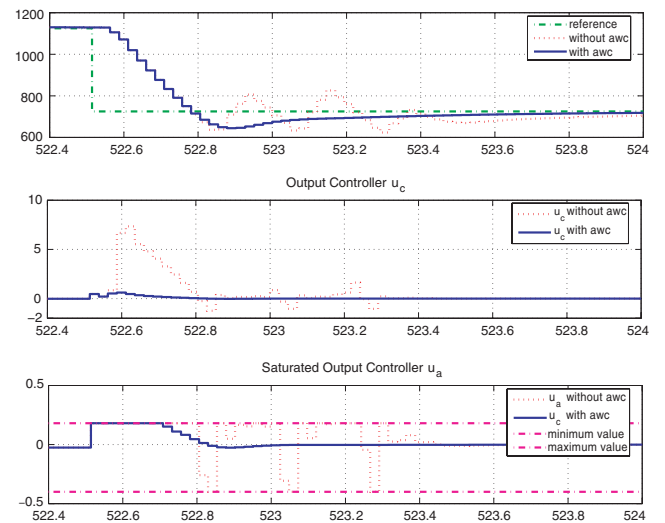 1200
1000
800
600
522.4 522.6 522.8 523 523.2 523.4 523.6 523.8 524
reference
without awc
with awc
Output Controller u_c
10
5
0
−2
522.4 522.6 522.8 523 523.2 523.4 523.6 523.8 524
u_c without awc
u_c with awc
Saturated Output Controller u_a
0.5
0
−0.5
522.4 522.6 522.8 523 523.2 523.4 523.6 523.8 524
u_a without awc
u_c with awc
minimum value
maximum value